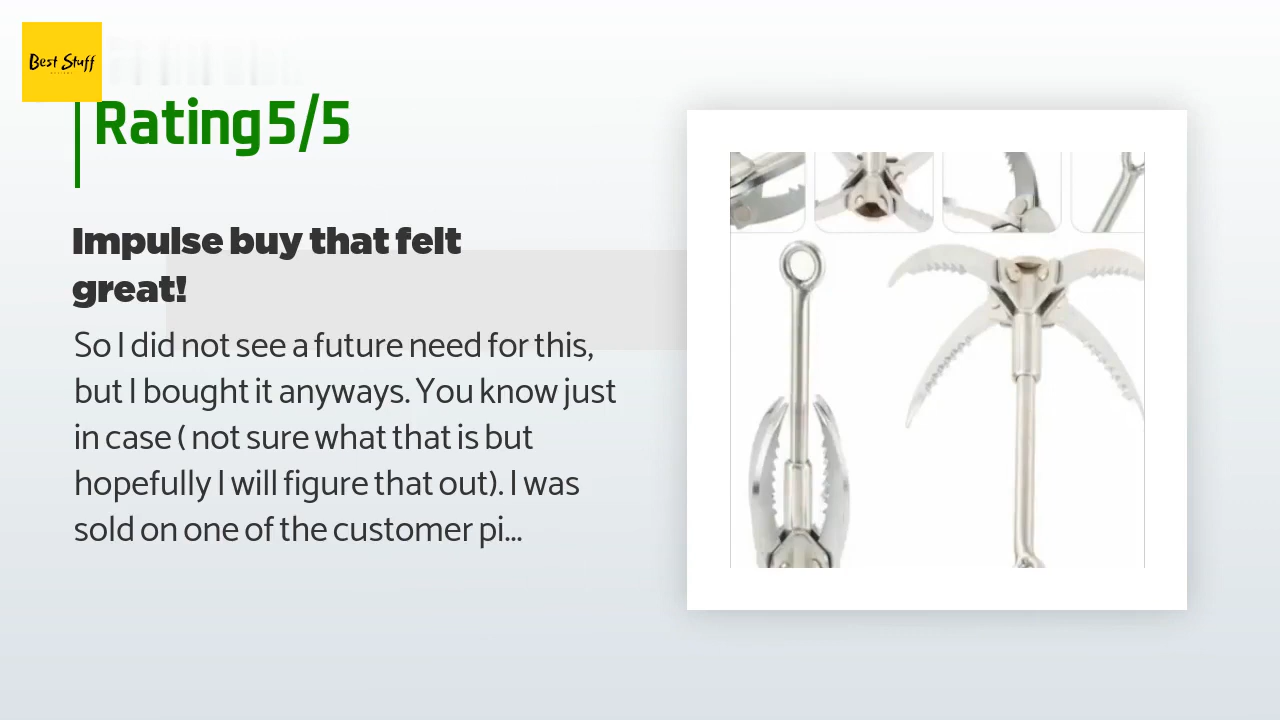 Best Stuff
Rating 5/5
Impulse buy that felt
great!
So I did not see a future need for this,
but I bought it anyways. You know just
in case ( not sure what that is but
hopefully I will figure that out). I was
sold on one of the customer pi...